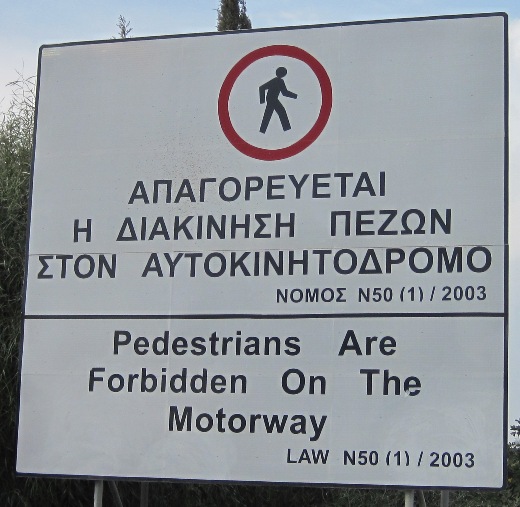 ΑΠΑΓΟΡΕΥΕΤΑΙ
Η ΔΙΑΚΙΝΗΣΗ ΠΕΖΩΝ
ΣΤΟΝ ΑΥΤΟΚΙΝΗΤΟΔΡΟΜΟ
ΝΟΜΟΣ Ν50 (1) / 2003
Pedestrians Are
Forbidden On The
Motorway
LAW N50 (1) / 2003